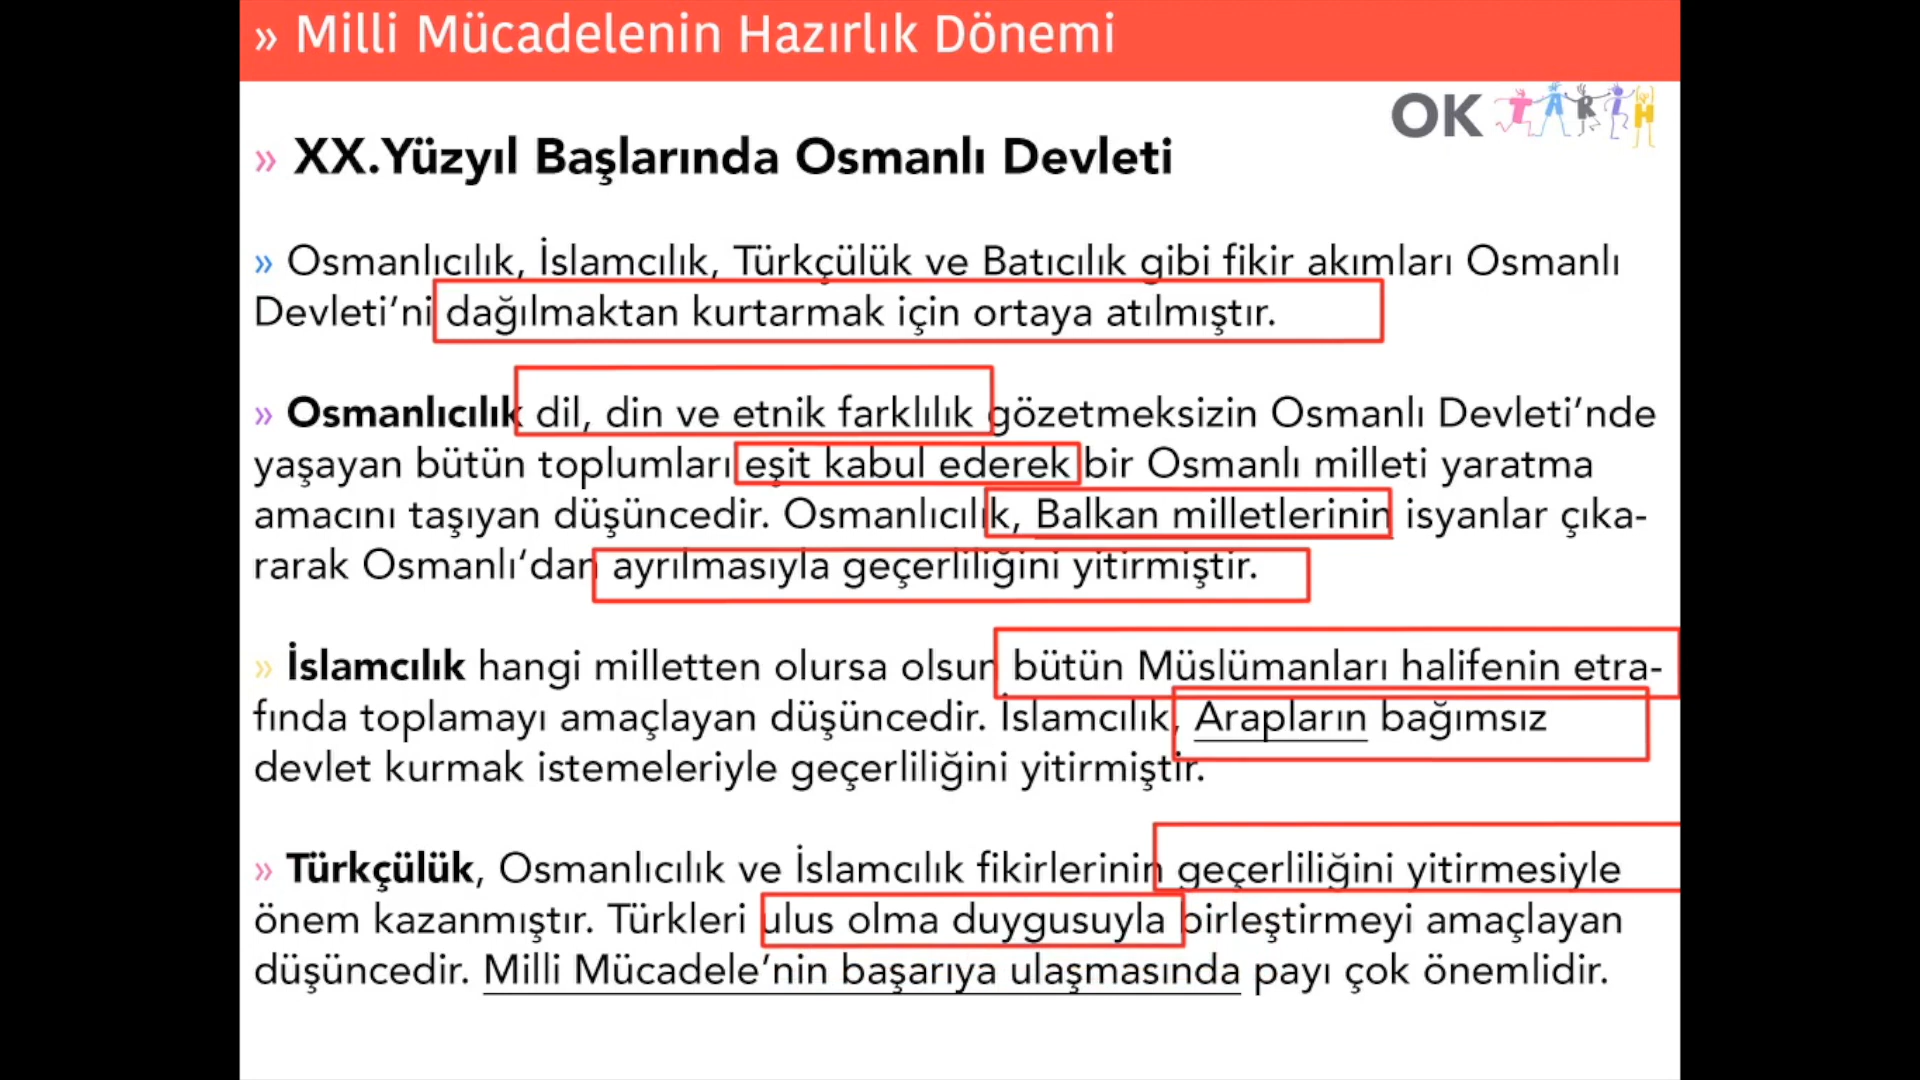 » Milli Mücadelenin Hazırlık Dönemi
OK TARİH
» XX.Yüzyıl Başlarında Osmanlı Devleti
» Osmanlıcılık, İslamcılık, Türkçülük ve Batıcılık gibi fikir akımları Osmanlı
Devleti’ni dağılmaktan kurtarmak için ortaya atılmıştır.
» Osmanlıcılık dil, din ve etnik farklılık gözetmeksizin Osmanlı Devleti’nde
yaşayan bütün toplumları eşit kabul ederek bir Osmanlı milleti yaratma
amacını taşıyan düşüncedir. Osmanlıcılık, Balkan milletlerinin isyanlar çıka-
rarak Osmanlı‘dan ayrılmasıyla geçerliliğini yitirmiştir.
» İslamcılık hangi milletten olursa olsun bütün Müslümanları halifenin etra-
fında toplamayı amaçlayan düşüncedir. İslamcılık, Arapların bağımsız
devlet kurmak istemeleriyle geçerliliğini yitirmiştir.
» Türkçülük, Osmanlıcılık ve İslamcılık fikirlerinin geçerliliğini yitirmesiyle
önem kazanmıştır. Türkleri ulus olma duygusuyla birleştirmeyi amaçlayan
düşüncedir. Milli Mücadele’nin başarıya ulaşmasında payı çok önemlidir.